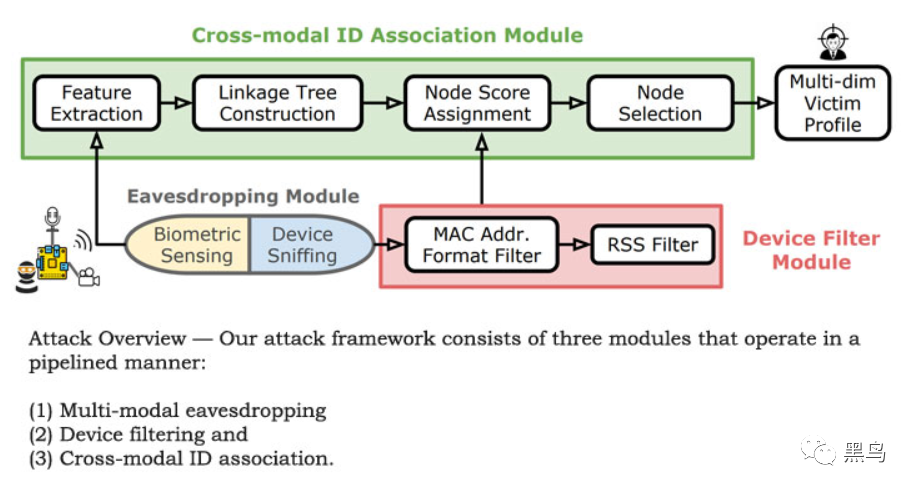 Cross-modal ID Association Module
Feature
Extraction
Linkage Tree
Construction
Node Score
Assignment
Node
Selection
Multi-dim
Victim
Profile
Eavesdropping Module
Biometric
Sensing
Device
Sniffing
MAC Addr.
Format Filter
RSS Filter
Device Filter
Module
Attack Overview — Our attack framework consists of three modules that operate in a
pipelined manner:
(1) Multi-modal eavesdropping
(2) Device filtering and
(3) Cross-modal ID association.
黑鸟